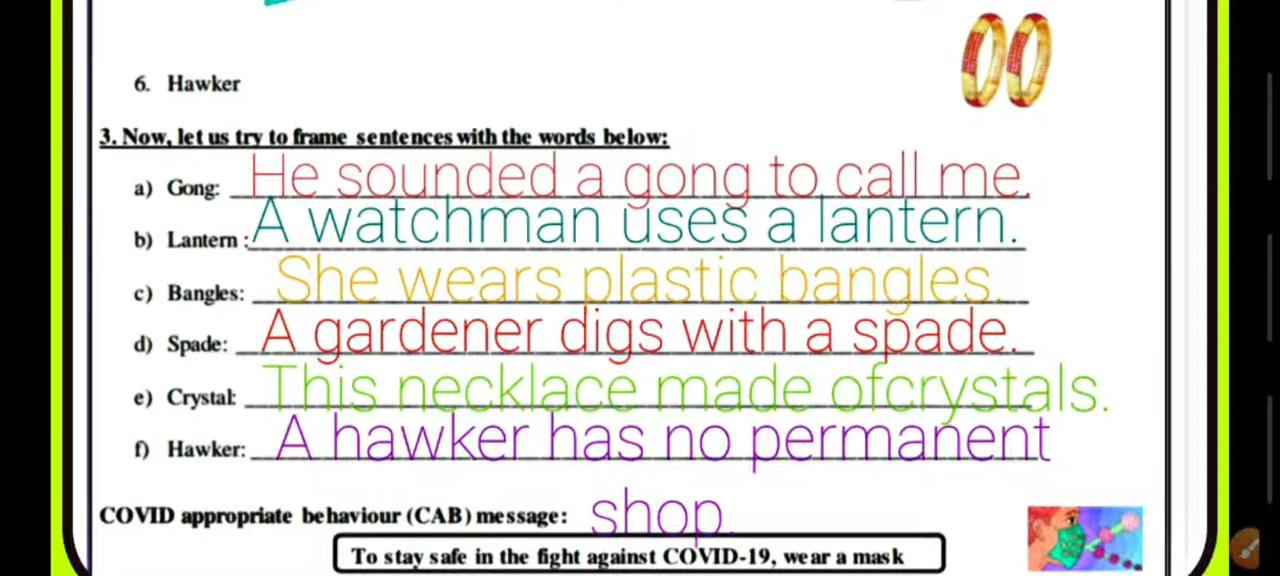 6. Hawker
3. Now, let us try to frame sentences with the words below:
a) Gong: He sounded a gong to call me.
b) Lantern : A watchman uses a lantern.
c) Bangles: She wears plastic bangles.
d) Spade: A gardener digs with a spade.
e) Crystal: This necklace made ofcrystals.
f) Hawker: A hawker has no permanent
shop.
COVID appropriate behaviour (CAB) message:
To stay safe in the fight against COVID-19, wear a mask